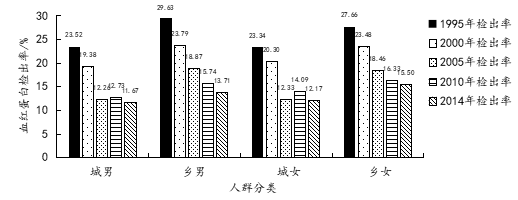 30
25
20
15
10
5
0
血红蛋白检出率/%
23.52
19.38
12.26
12.73
11.67
29.63
23.79
18.87
15.74
13.71
23.34
20.30
12.33
14.09
12.17
27.66
23.48
18.46
16.33
15.50
城男
乡男
城女
乡女
人群分类
1995年检出率
2000年检出率
2005年检出率
2010年检出率
2014年检出率